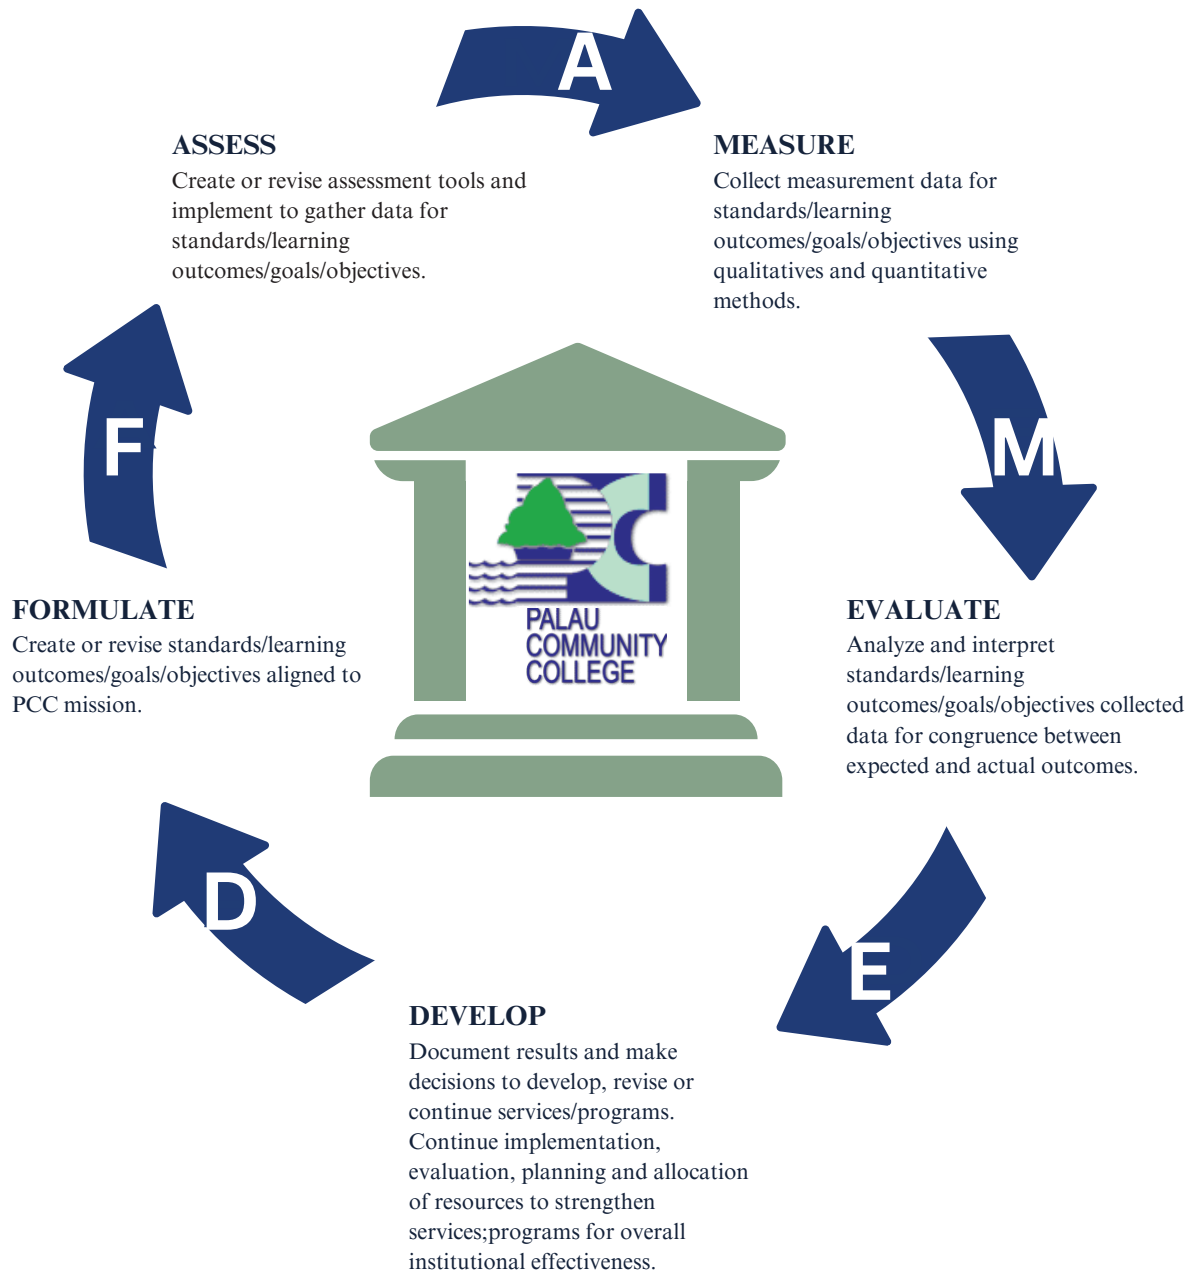 A
ASSESS
Create or revise assessment tools and
implement to gather data for
standards/learning
outcomes/goals/objectives.
MEASURE
Collect measurement data for
standards/learning
outcomes/goals/objectives using
qualitatives and quantitative
methods.
F
M
PALAU
COMMUNITY
COLLEGE
FORMULATE
Create or revise standards/learning
outcomes/goals/objectives aligned to
PCC mission.
EVALUATE
Analyze and interpret
standards/learning
outcomes/goals/objectives collected
data for congruence between
expected and actual outcomes.
D
E
DEVELOP
Document results and make
decisions to develop, revise or
continue services/programs.
Continue implementation,
evaluation, planning and allocation
of resources to strengthen
services;programs for overall
institutional effectiveness.